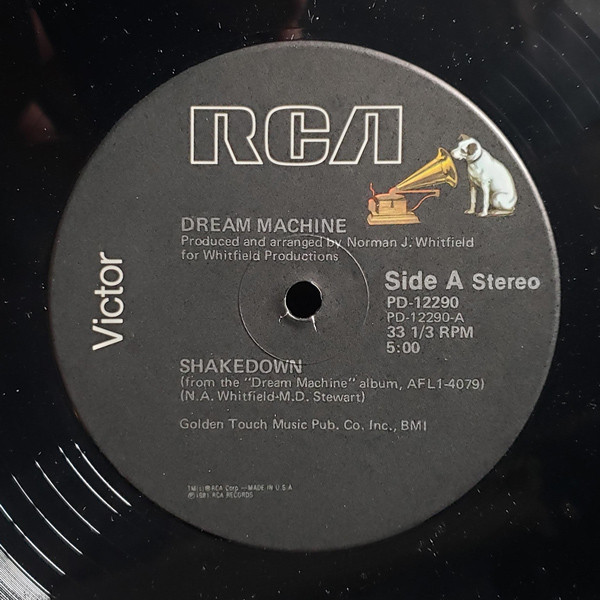 RCA
Victor
DREAM MACHINE
Produced and arranged by Norman J. Whitfield
for Whitfield Productions
Side A Stereo
PD-12290
PD-12290-A
33 1/3 RPM
5:00
SHAKEDOWN
(from the "Dream Machine" album, AFL1-4079)
(N.A. Whitfield-M.D. Stewart)
Golden Touch Music Pub. Co. Inc., BMI
RCA Corp —MADE IN U.S.A
℗1981 RCA RECORDS